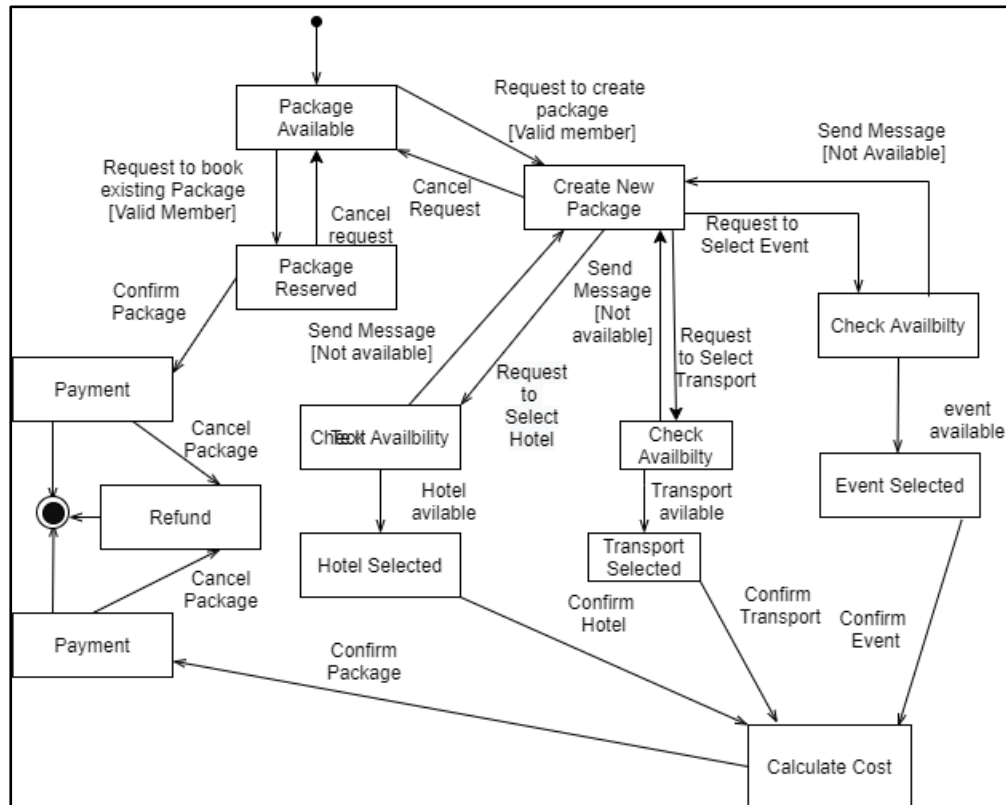 Package
Available
Request to create
package
[Valid member]
Send Message
[Not Available]
Request to book
existing Package
[Valid Member]
Cancel
request
Cancel
Request
Create New
Package
Request to
Select Event
Package
Reserved
Confirm
Package
Send Message
[Not available]
Send
Message
[Not
available]
Request
to Select
Transport
Check Availbilty
Payment
Request
to
Select
Hotel
Cancel
Package
Check Availbility
Check
Availbilty
event
available
Refund
Hotel
avilable
Transport
avilable
Event Selected
Hotel Selected
Transport
Selected
Cancel
Package
Payment
Confirm
Hotel
Confirm
Transport
Confirm
Event
Confirm
Package
Calculate Cost